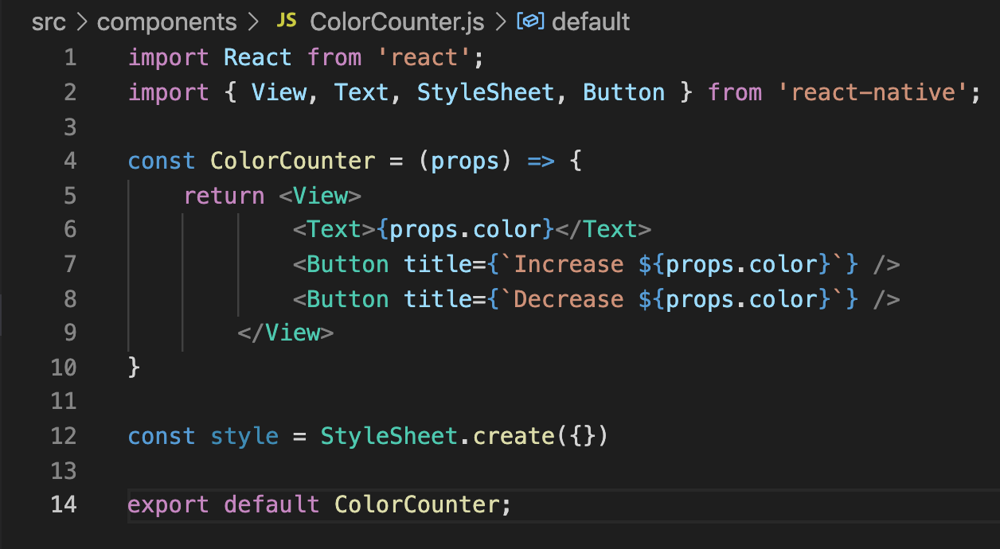 src > components > JS ColorCounter.js > default
1 import React from 'react';
2 import { View, Text, StyleSheet, Button } from 'react-native';
3
4 const ColorCounter = (props) => {
5     return <View>
6             <Text>{props.color}</Text>
7             <Button title={`Increase ${props.color}`} />
8             <Button title={`Decrease ${props.color}`} />
9         </View>
10 }
11
12 const style = StyleSheet.create({})
13
14 export default ColorCounter;